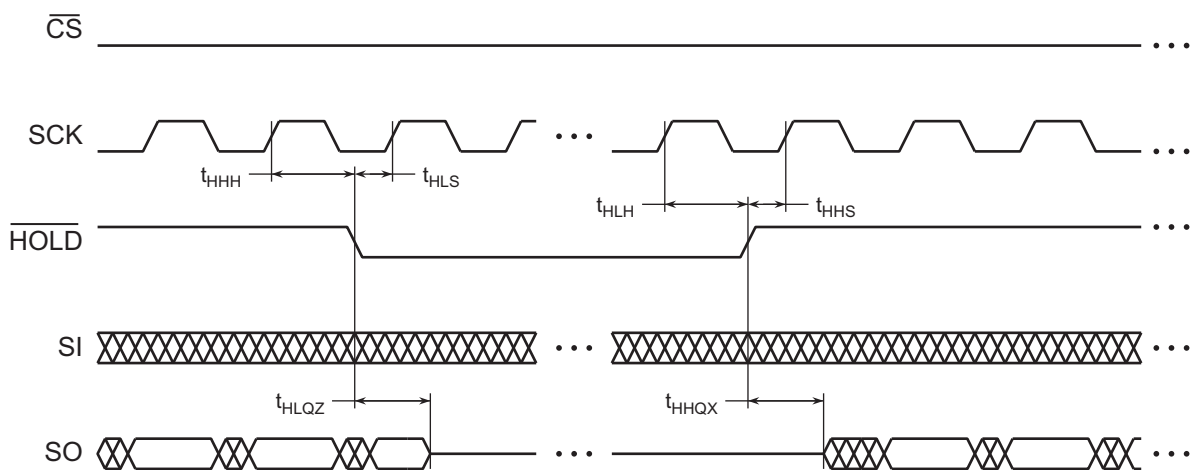 CS
SCK
tHHH
tHLS
tHLH
tHHS
HOLD
SI
tHLQZ
tHHQX
SO